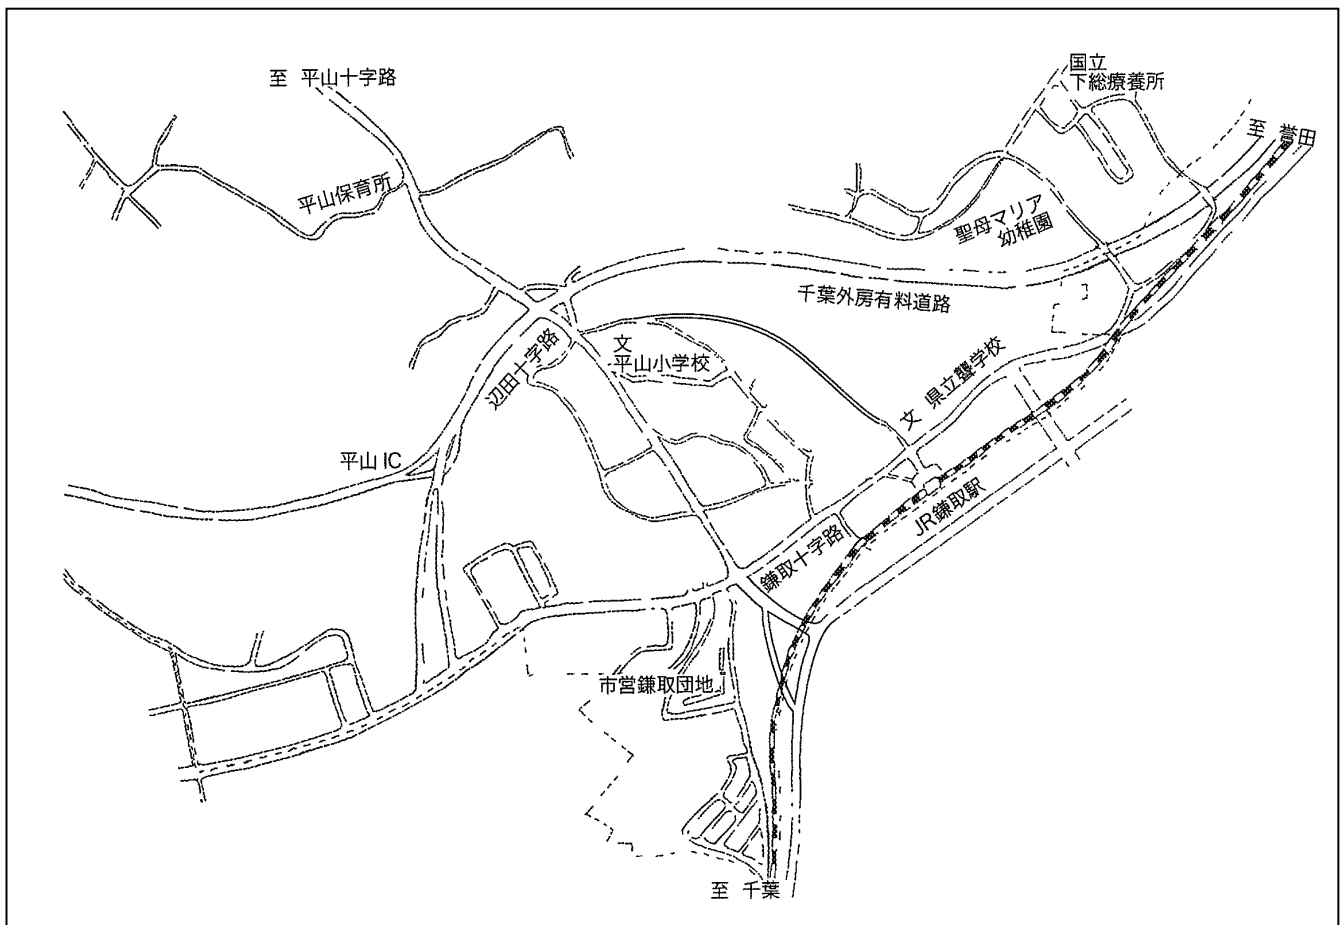 至 平山十字路
国立
下総療養所
至 誉田
平山保育所
聖母マリア
幼稚園
千葉外房有料道路
辺田十字路
文
平山小学校
文 県立聾学校
平山 IC
JR鎌取駅
鎌取十字路
市営鎌取団地
至 千葉